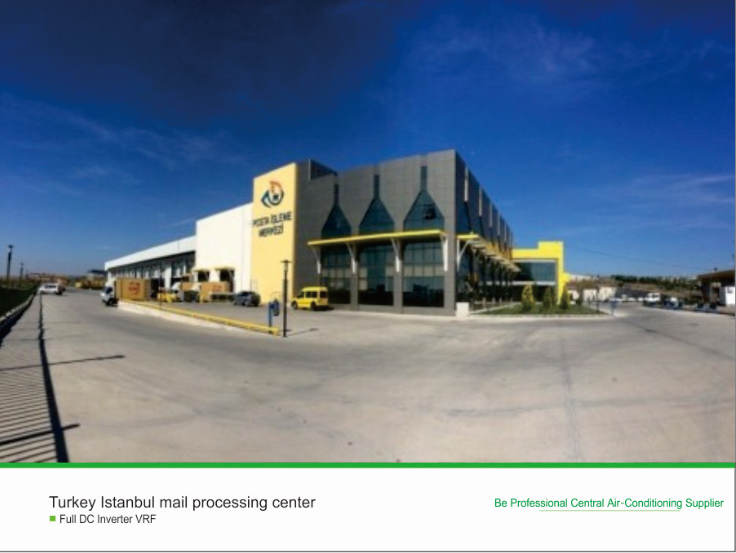 POSTA İŞLEME
MERKEZİ
Turkey Istanbul mail processing center
Full DC Inverter VRF
Be Professional Central Air-Conditioning Supplier